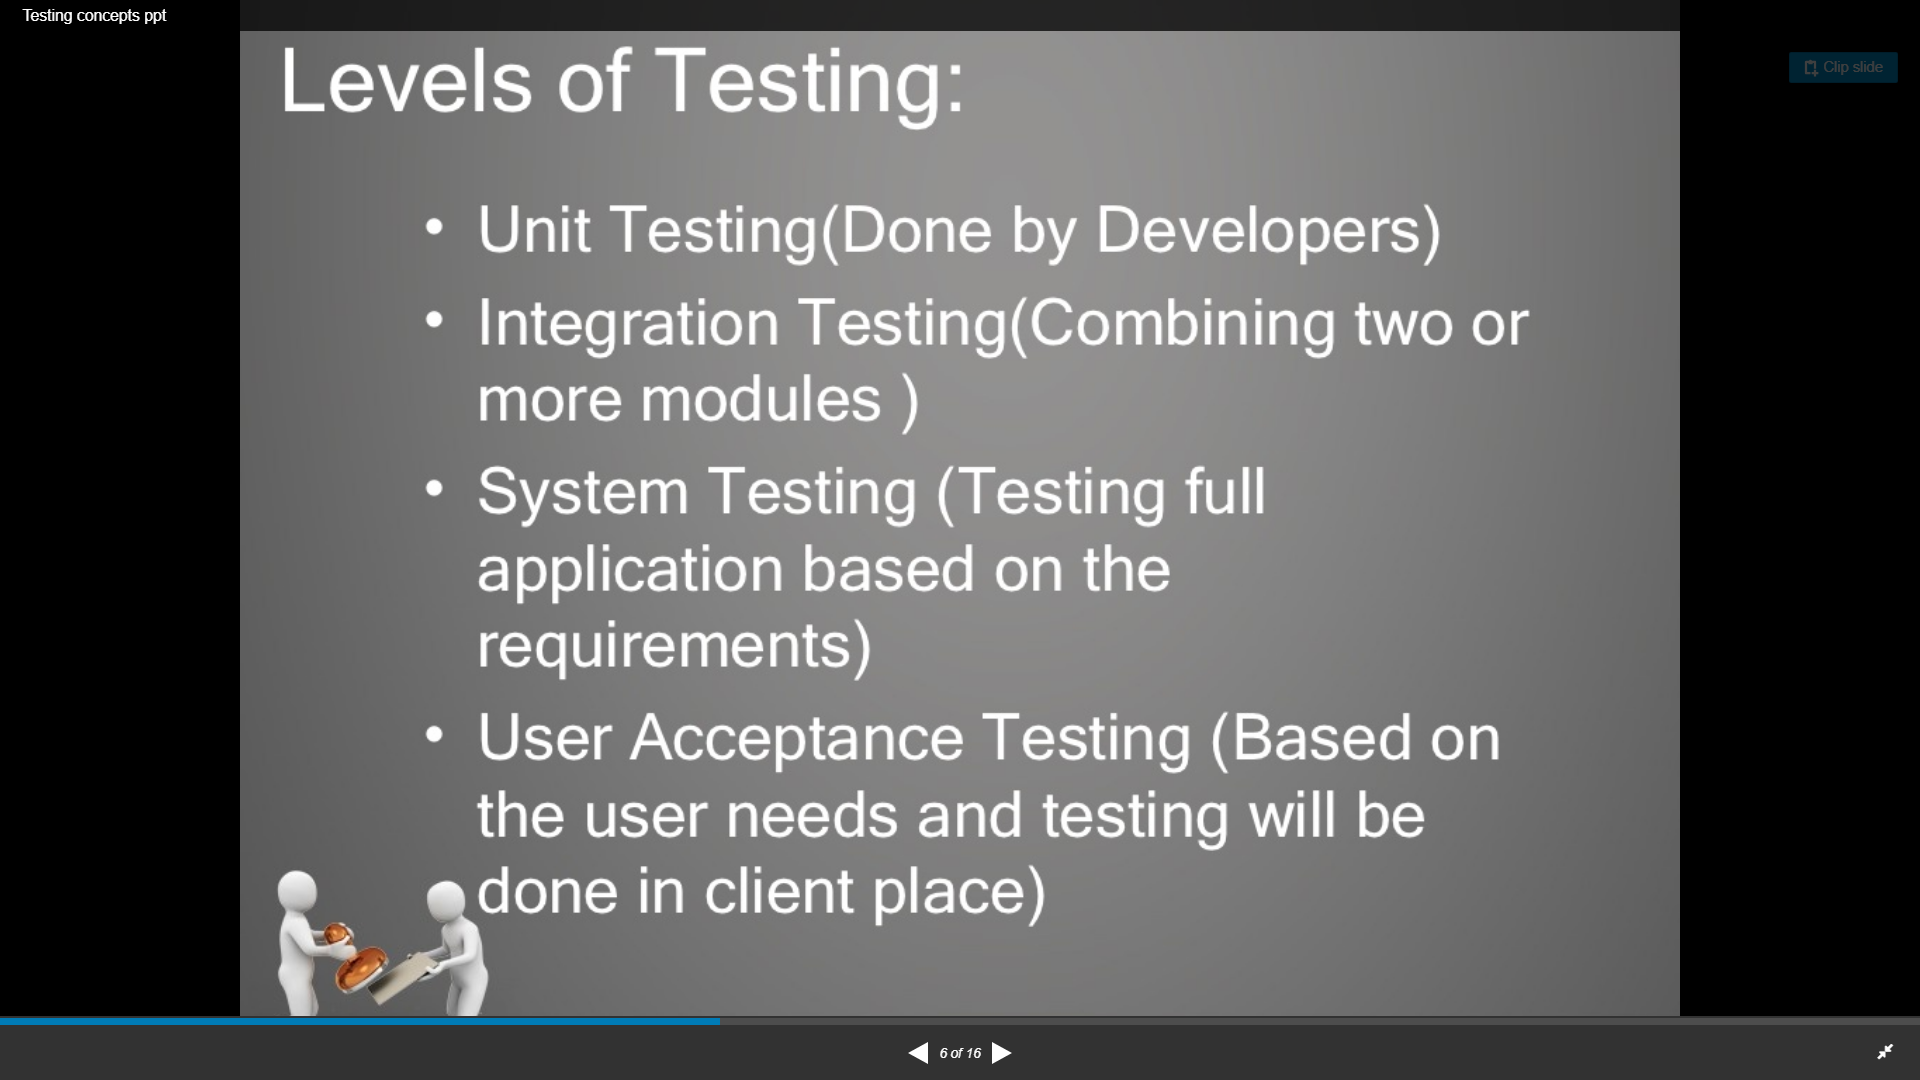 Testing concepts ppt
Clip slide
Levels of Testing:
• Unit Testing(Done by Developers)
• Integration Testing(Combining two or
more modules )
• System Testing (Testing full
application based on the
requirements)
• User Acceptance Testing (Based on
the user needs and testing will be
done in client place)
6 of 16